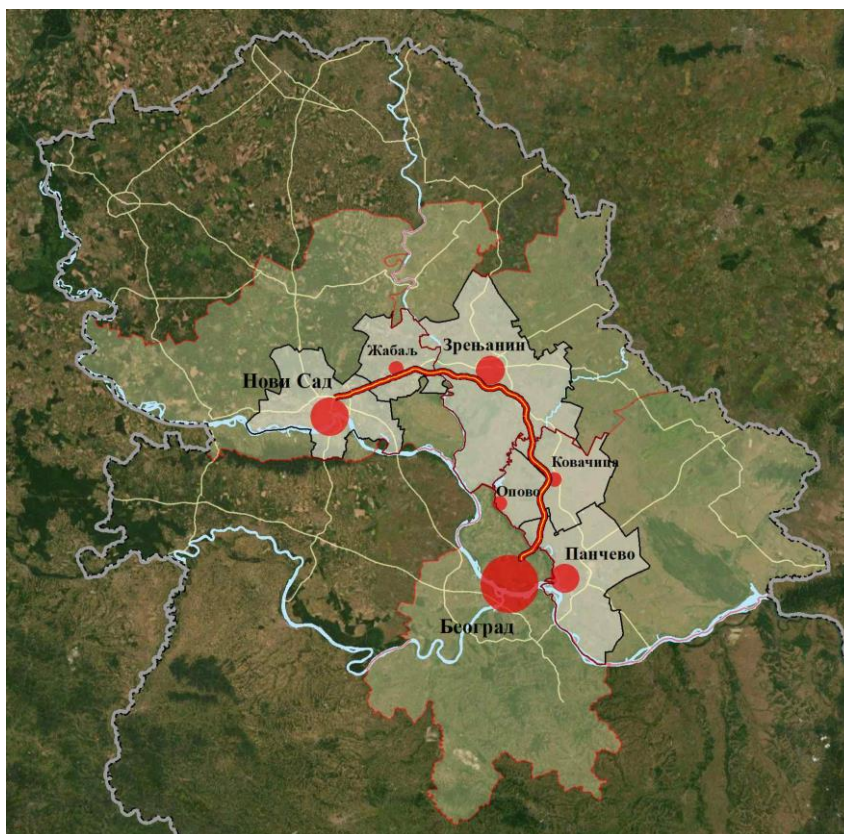 Жабаљ
Зрењанин
Нови Сад
Ковачица
Опово
Панчево
Београд